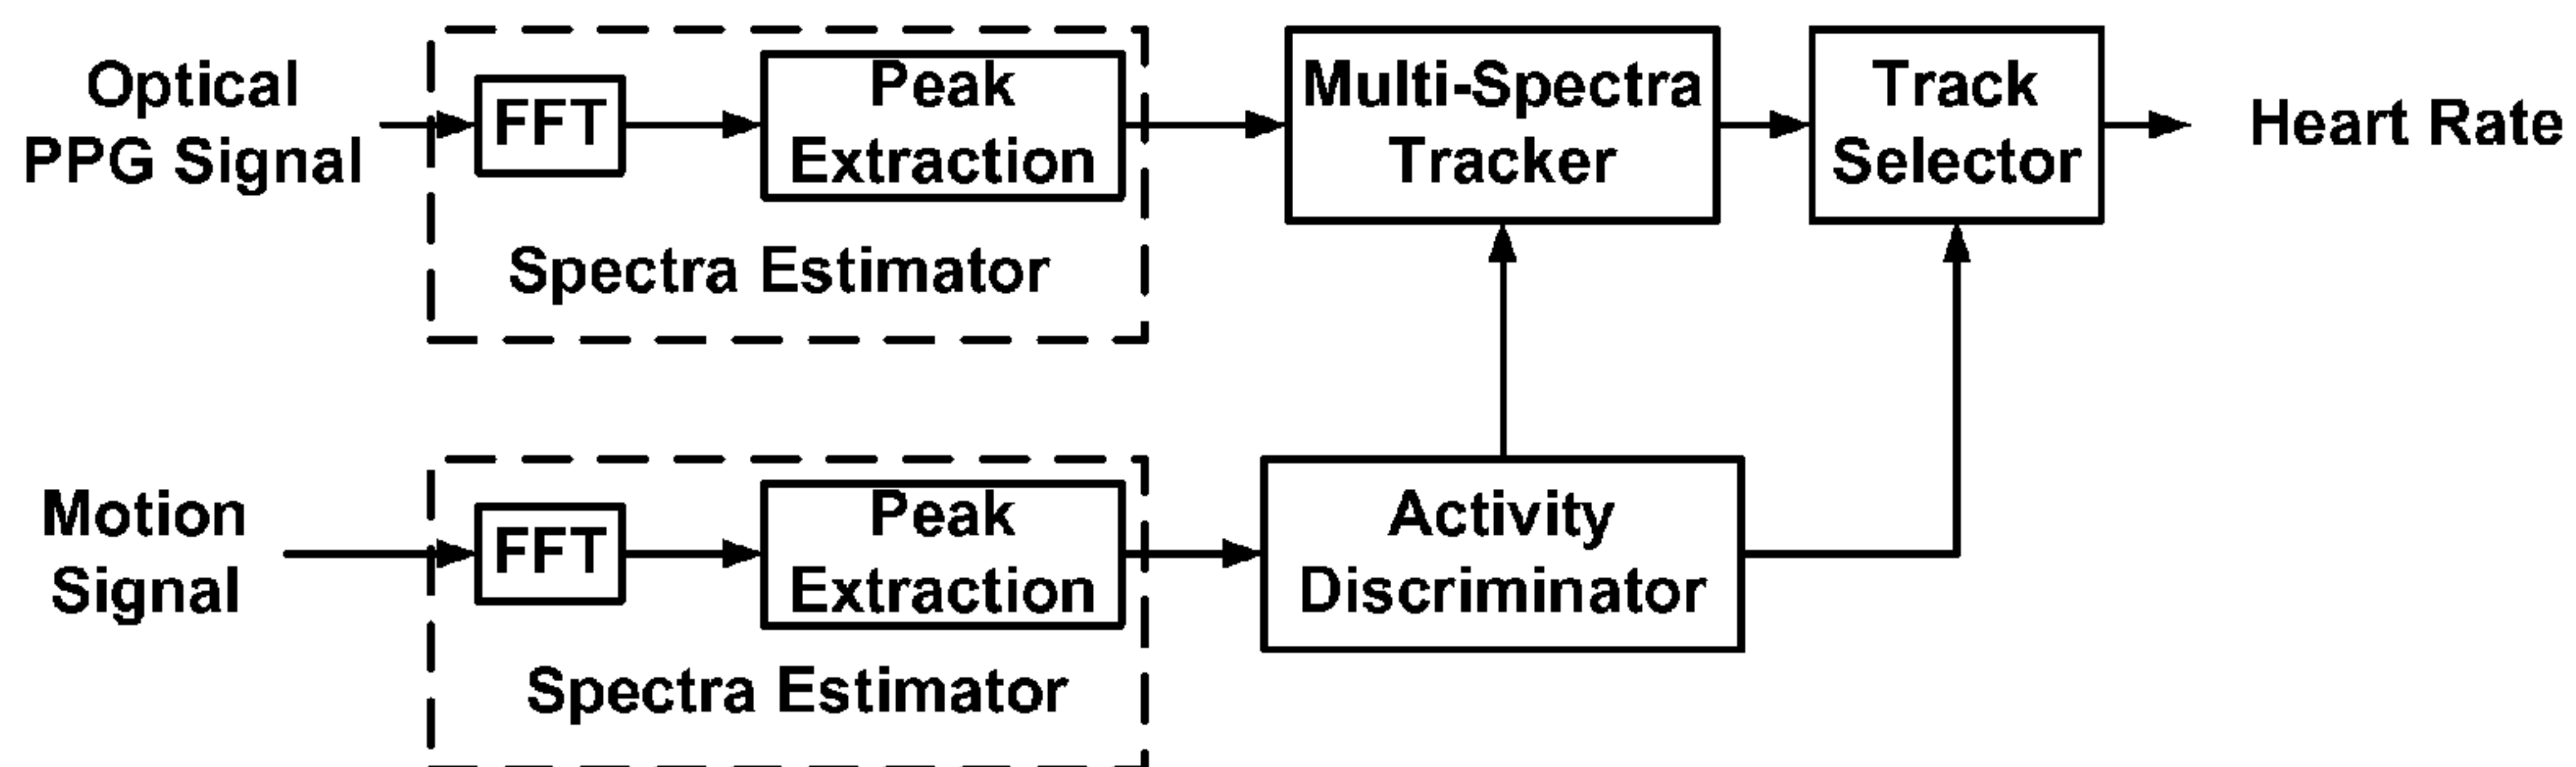 Optical
PPG Signal
FFT
Peak
Extraction
Spectra Estimator
Multi-Spectra
Tracker
Track
Selector
Heart Rate
Motion
Signal
FFT
Peak
Extraction
Spectra Estimator
Activity
Discriminator